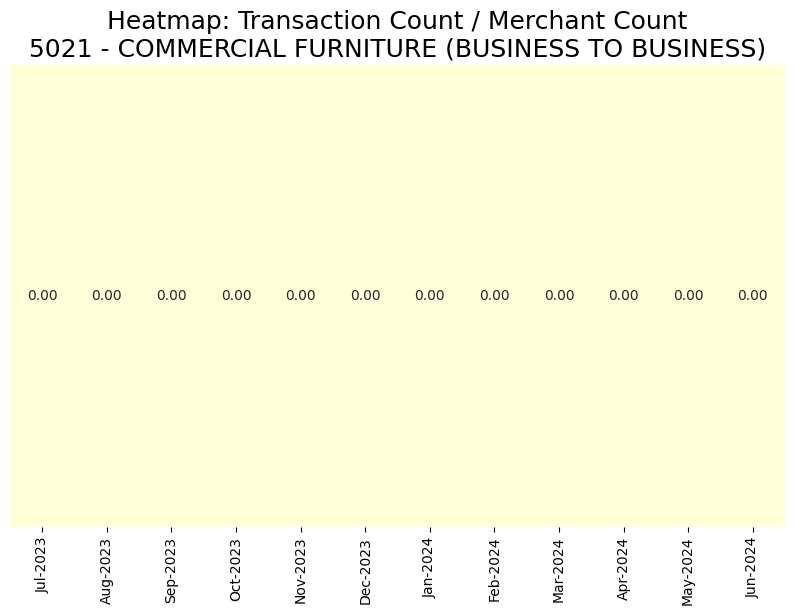 Heatmap: Transaction Count / Merchant Count
5021 - COMMERCIAL FURNITURE (BUSINESS TO BUSINESS)
0.00 0.00 0.00 0.00 0.00 0.00 0.00 0.00 0.00 0.00 0.00 0.00
Jul-2023 Aug-2023 Sep-2023 Oct-2023 Nov-2023 Dec-2023 Jan-2024 Feb-2024 Mar-2024 Apr-2024 May-2024 Jun-2024